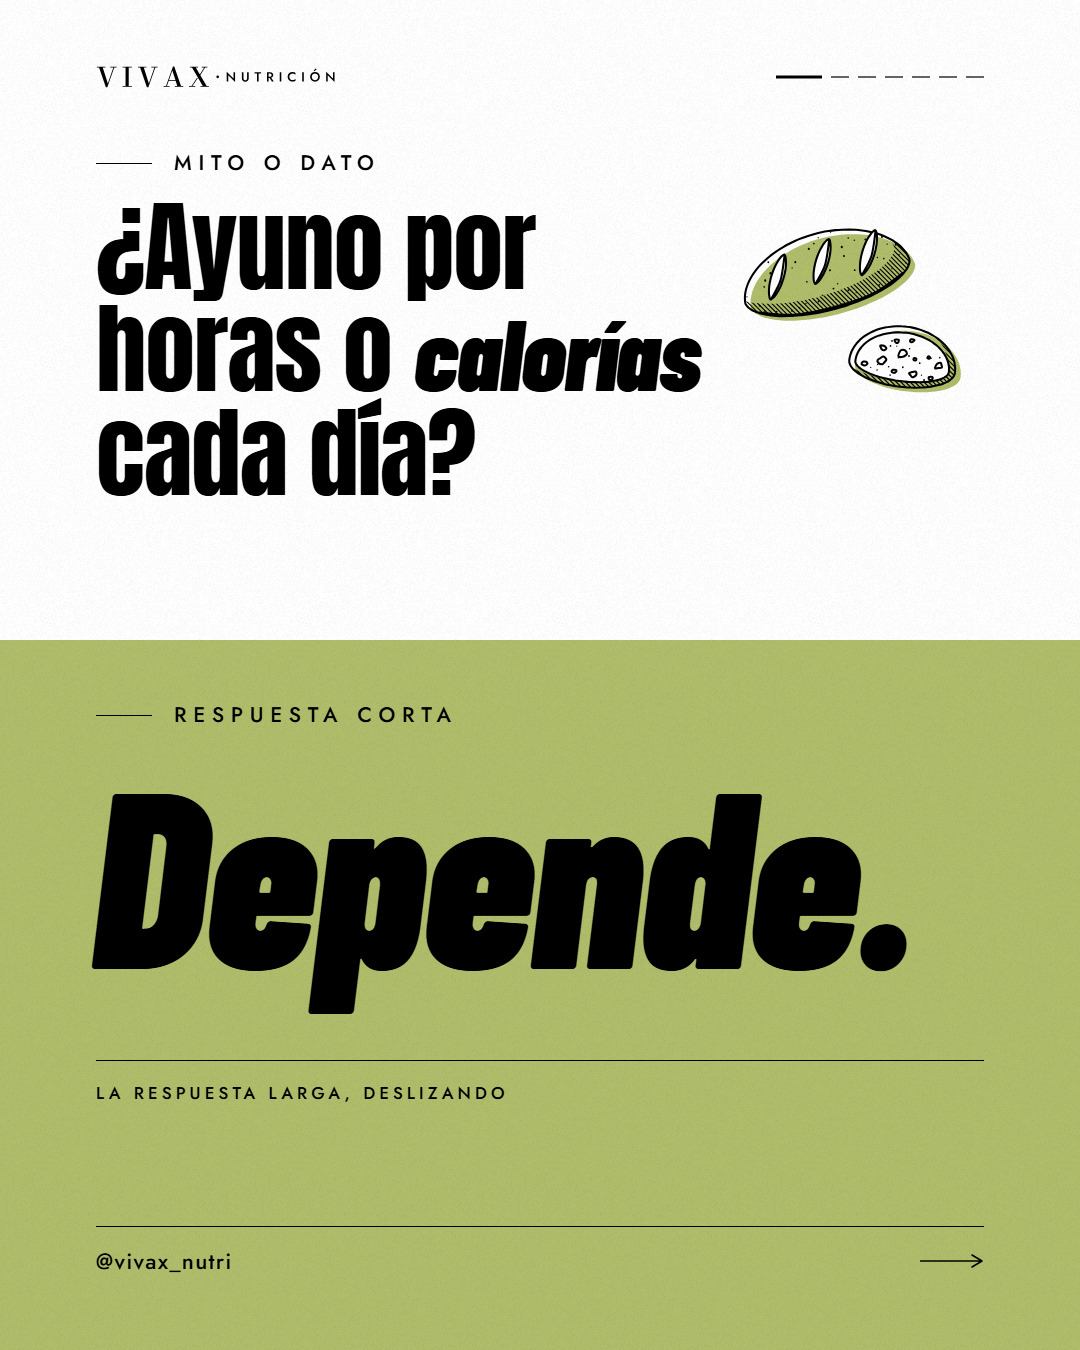 VIVAX·NUTRICIÓN
MITO O DATO
¿Ayuno por
horas o calorías
cada día?
RESPUESTA CORTA
Depende.
LA RESPUESTA LARGA, DESLIZANDO
@vivax_nutri